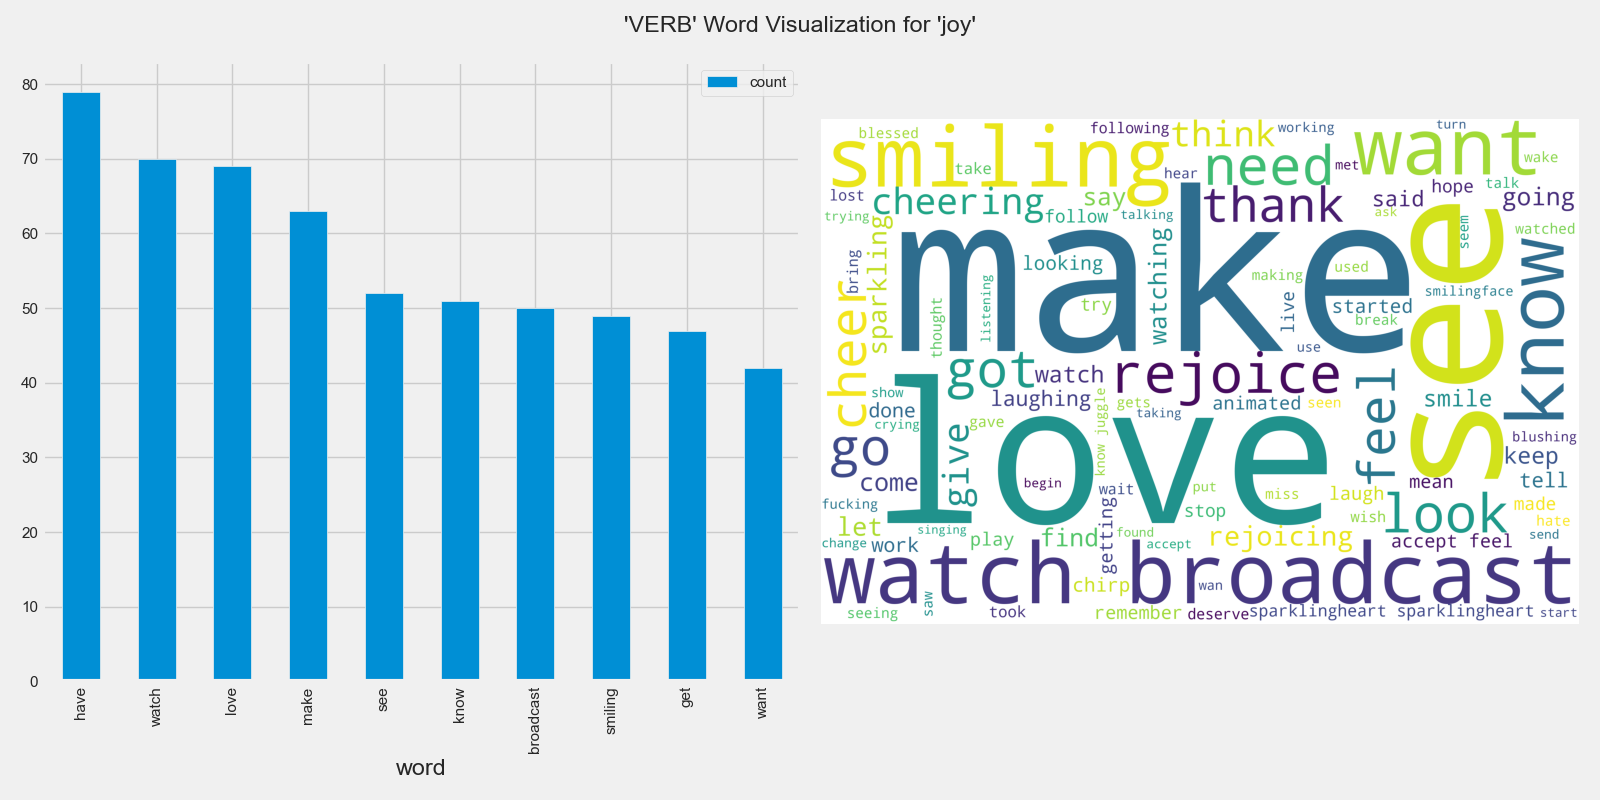 'VERB' Word Visualization for 'joy'
count
80
70
60
50
40
30
20
10
0
have
watch
love
make
see
know
broadcast
smiling
get
want
word
blessed
smiling
following
think
working
want
turn
wake
take
hear
need
met
lost
cheering
say
thank
said
hope
talk
going
trying
sparkling
follow
talking
ask
seem
watched
make
see
know
bring
cheer
looking
watching
making
used
smilingface
thought
listening
try
live
started
break
use
got
watch
rejoice
feel
smile
show
laughing
know juggle
gets
taking
animated
seen
done
crying
gave
love
go
give
blushing
keep
come
begin
wait
put
miss
laugh
mean
tell
fucking
let
singing
getting
stop
wish
look
made
hate
send
change
work
play
find
found
accept
rejoicing
accept feel
watch broadcast
chirp
wan
seeing
saw
took
remember
deserve
sparklingheart sparklingheart
start